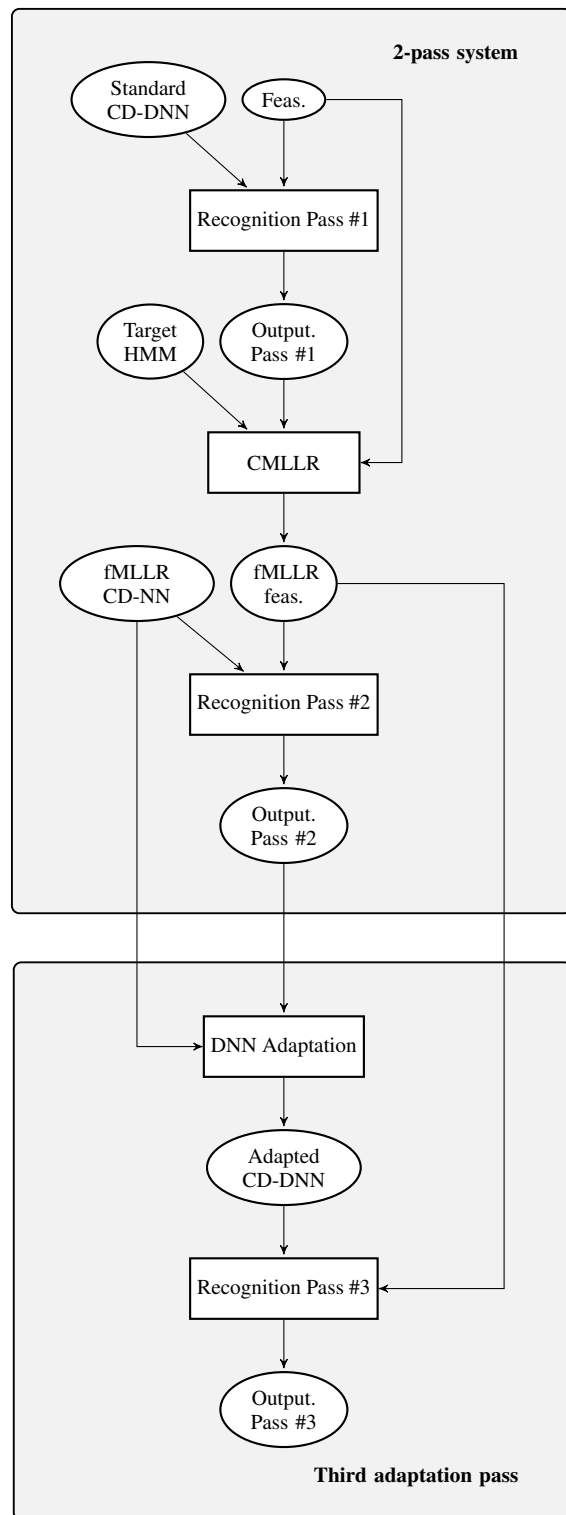 2-pass system
Standard
CD-DNN
Feas.
Recognition Pass #1
Target
HMM
Output.
Pass #1
CMLLR
fMLLR
CD-NN
fMLLR
feas.
Recognition Pass #2
Output.
Pass #2
DNN Adaptation
Adapted
CD-DNN
Recognition Pass #3
Output.
Pass #3
Third adaptation pass